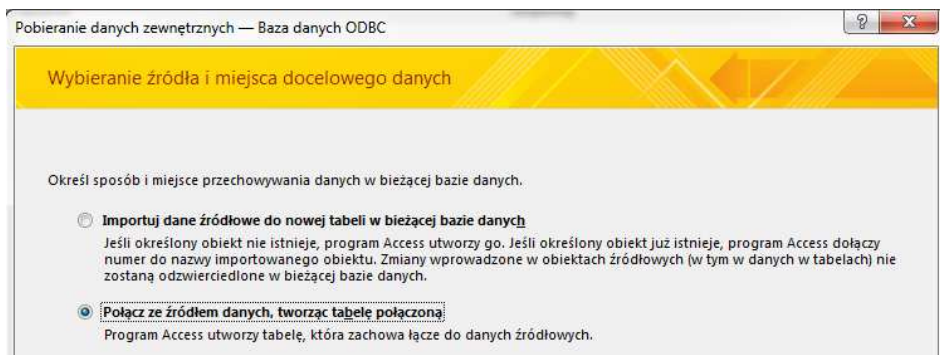 Pobieranie danych zewnętrznych — Baza danych ODBC
Wybieranie źródła i miejsca docelowego danych
Określ sposób i miejsce przechowywania danych w bieżącej bazie danych.
Importuj dane źródłowe do nowej tabeli w bieżącej bazie danych
Jeśli określony obiekt nie istnieje, program Access utworzy go. Jeśli określony obiekt już istnieje, program Access dołączy
numer do nazwy importowanego obiektu. Zmiany wprowadzone w obiektach źródłowych (w tym w danych w tabelach) nie
zostaną odzwierciedlone w bieżącej bazie danych.
Połącz ze źródłem danych, tworząc tabelę połączoną
Program Access utworzy tabelę, która zachowa łącze do danych źródłowych.